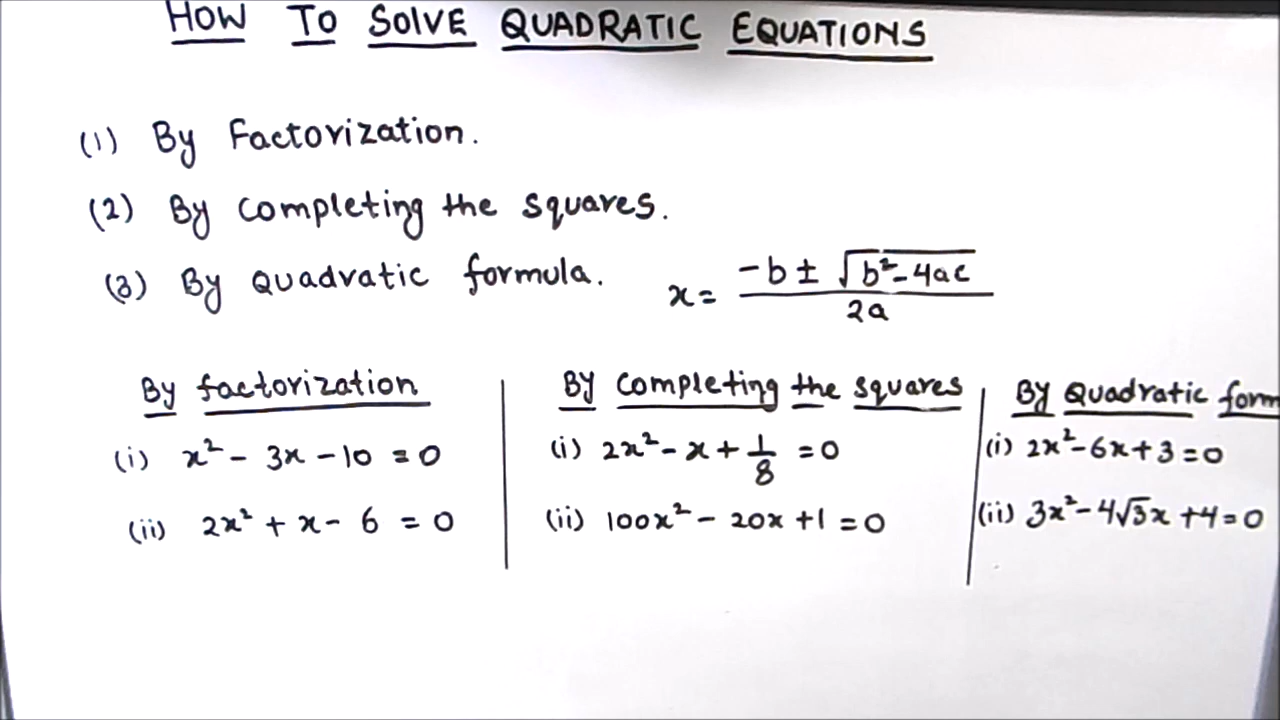 HOW TO SOLVE QUADRATIC EQUATIONS
(1) By Factorization.
(2) By completing the squares.
(3) By Quadratic formula. x = (-b ± √(b² - 4ac)) / 2a
By factorization
(i) x² - 3x - 10 = 0
(ii) 2x² + x - 6 = 0
By completing the squares
(i) 2x² - x + 1/8 = 0
(ii) 100x² - 20x + 1 = 0
By Quadratic form
(i) 2x² - 6x + 3 = 0
(ii) 3x² - 4√3x + 4 = 0